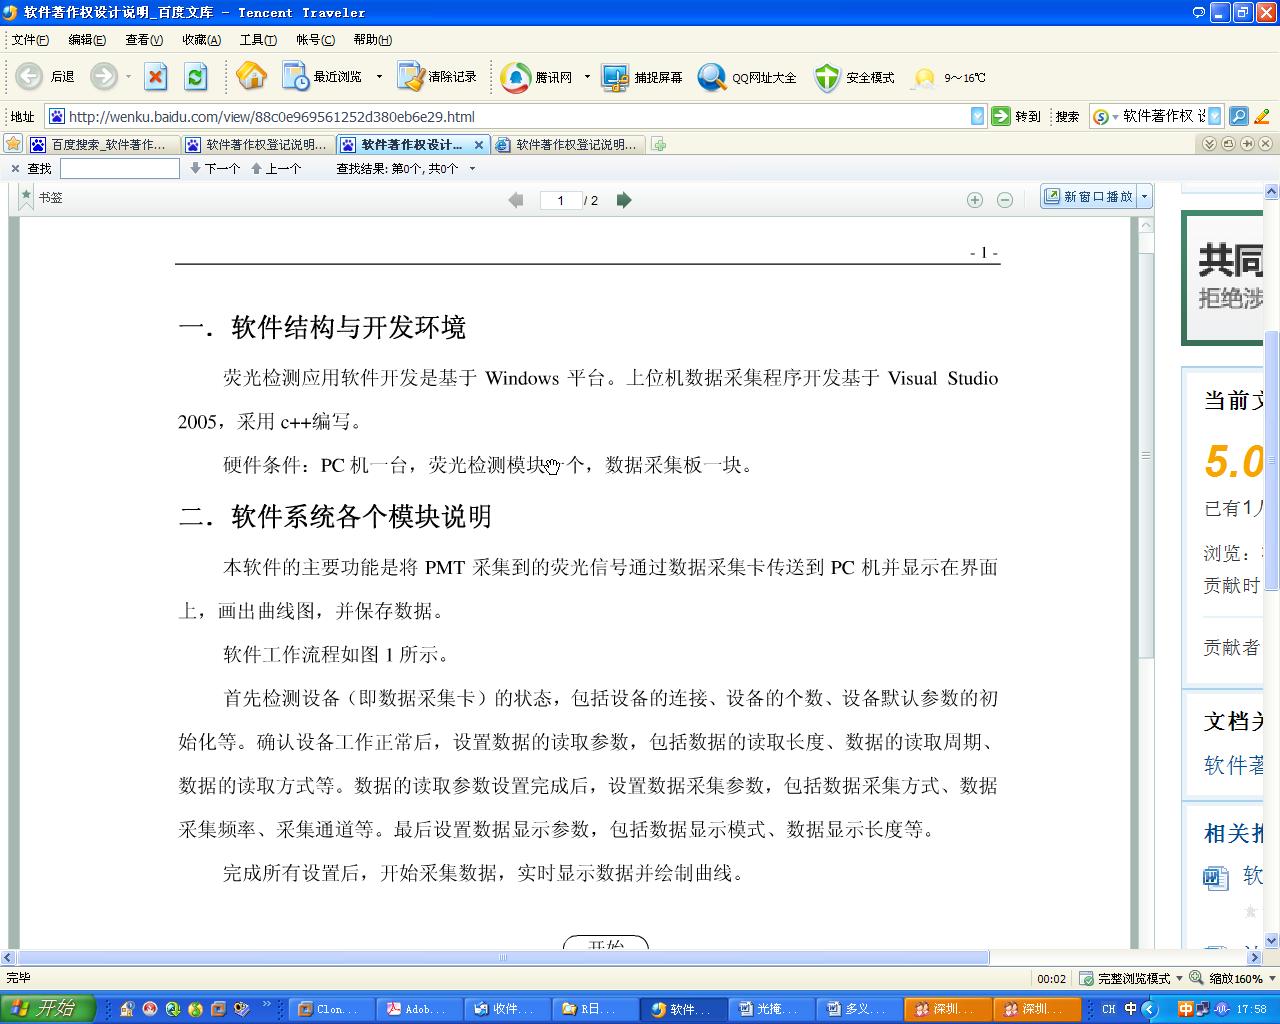 软件著作权设计说明_百度文库 - Tencent Traveler
文件(F) 编辑(E) 查看(V) 收藏(A) 工具(T) 帐号(C) 帮助(H)
后退 最近浏览 清除记录 腾讯网 捕捉屏幕 QQ网址大全 安全模式 9～16℃
地址 http://wenku.baidu.com/view/88c0e969561252d380eb6e29.html 转到 搜索 软件著作权
百度搜索_软件著作... 软件著作权登记说明... 软件著作权设计... 软件著作权登记说明...
查找 下一个 上一个 查找结果: 第0个, 共0个
书签 1 / 2 新窗口播放
- 1 -
一．软件结构与开发环境
荧光检测应用软件开发是基于 Windows 平台。上位机数据采集程序开发基于 Visual Studio
2005，采用 c++编写。
硬件条件：PC 机一台，荧光检测模块一个，数据采集板一块。
二．软件系统各个模块说明
本软件的主要功能是将 PMT 采集到的荧光信号通过数据采集卡传送到 PC 机并显示在界面
上，画出曲线图，并保存数据。
软件工作流程如图 1 所示。
首先检测设备（即数据采集卡）的状态，包括设备的连接、设备的个数、设备默认参数的初
始化等。确认设备工作正常后，设置数据的读取参数，包括数据的读取长度、数据的读取周期、
数据的读取方式等。数据的读取参数设置完成后，设置数据采集参数，包括数据采集方式、数据
采集频率、采集通道等。最后设置数据显示参数，包括数据显示模式、数据显示长度等。
完成所有设置后，开始采集数据，实时显示数据并绘制曲线。
开始
共同
拒绝涉
当前文
5.0
已有1人
浏览：
贡献时
贡献者
文档关
软件著
相关推
软
完毕 00:02 完整浏览模式 缩放160%
开始 Clon... Adob... 收件... R日... 软件... 光掩... 多义... 深圳... 深圳... CH 中 中 17:58